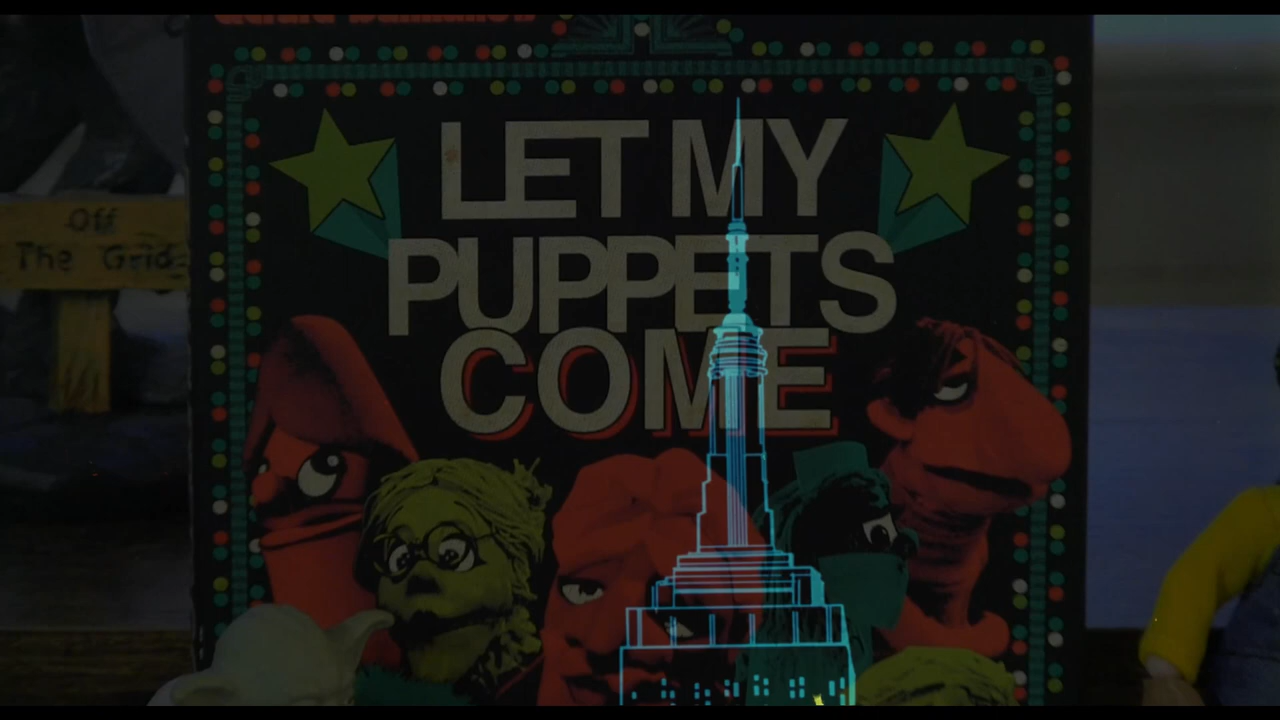 LET MY
PUPPETS
COME
Off
The Grid